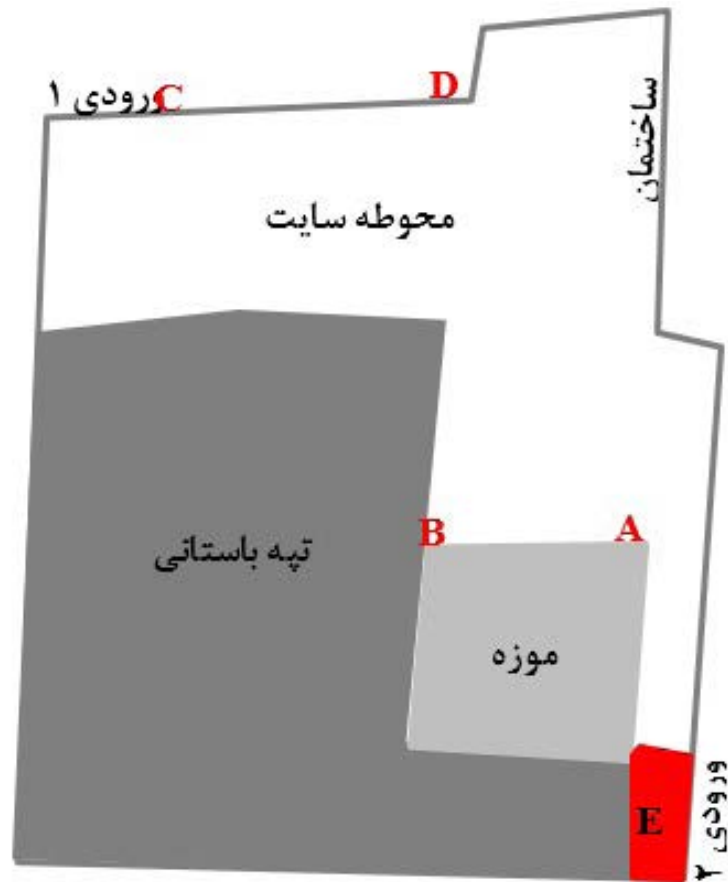 ورودی ۱
C
D
ساختمان
محوطه سایت
B
A
تپه باستانی
موزه
E
ورودی ۲